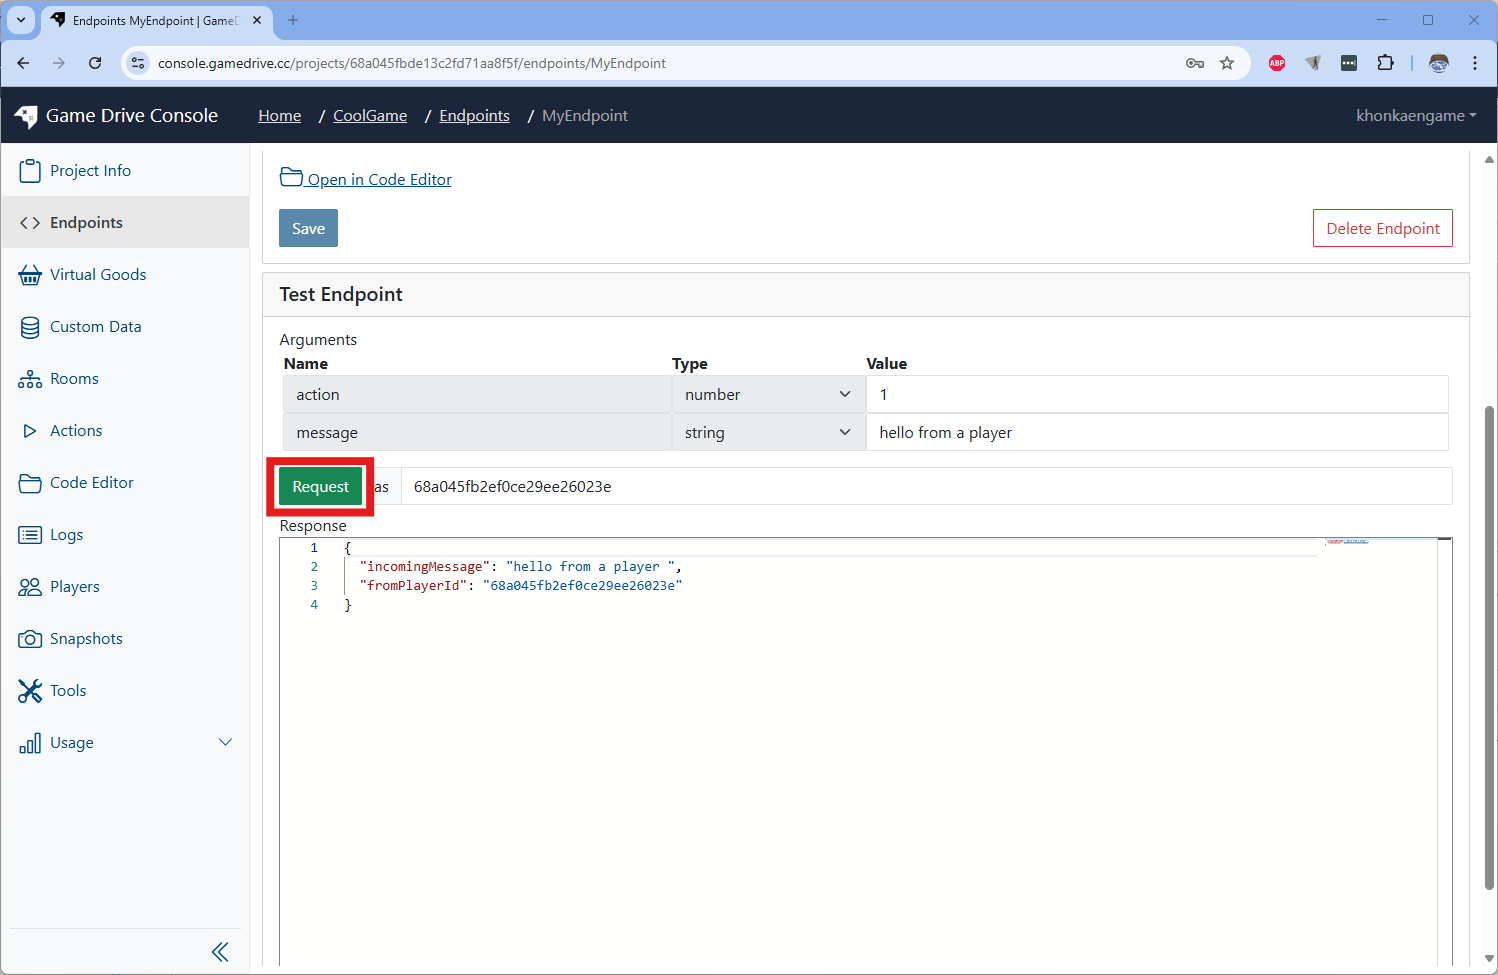 Endpoints MyEndpoint | GameD
console.gamedrive.cc/projects/68a045fbde13c2fd71aa8f5f/endpoints/MyEndpoint
ABP
Game Drive Console
Home / CoolGame / Endpoints / MyEndpoint
khonkaengame
Project Info
Endpoints
Virtual Goods
Custom Data
Rooms
Actions
Code Editor
Logs
Players
Snapshots
Tools
Usage
Open in Code Editor
Save
Delete Endpoint
Test Endpoint
Arguments
Name Type Value
action number 1
message string hello from a player
Request as 68a045fb2ef0ce29ee26023e
Response
1 {
2 "incomingMessage": "hello from a player ",
3 "fromPlayerId": "68a045fb2ef0ce29ee26023e"
4 }